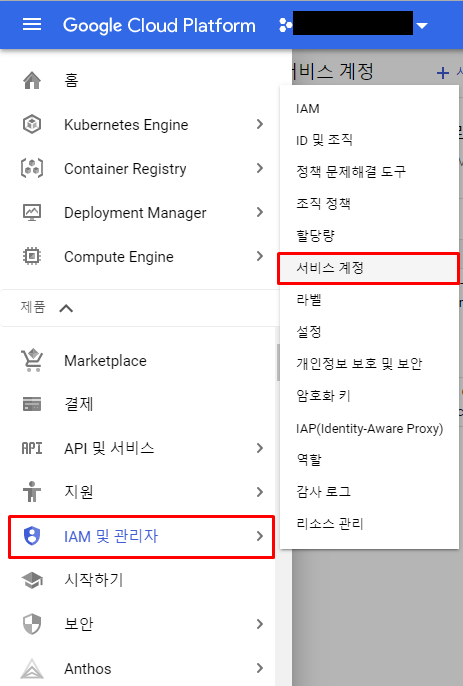 Google Cloud Platform
서비스 계정
홈
Kubernetes Engine
Container Registry
Deployment Manager
Compute Engine
제품
Marketplace
결제
API API 및 서비스
지원
IAM 및 관리자
시작하기
보안
Anthos
IAM
ID 및 조직
정책 문제해결 도구
조직 정책
할당량
서비스 계정
라벨
설정
개인정보 보호 및 보안
암호화 키
IAP(Identity-Aware Proxy)
역할
감사 로그
리소스 관리